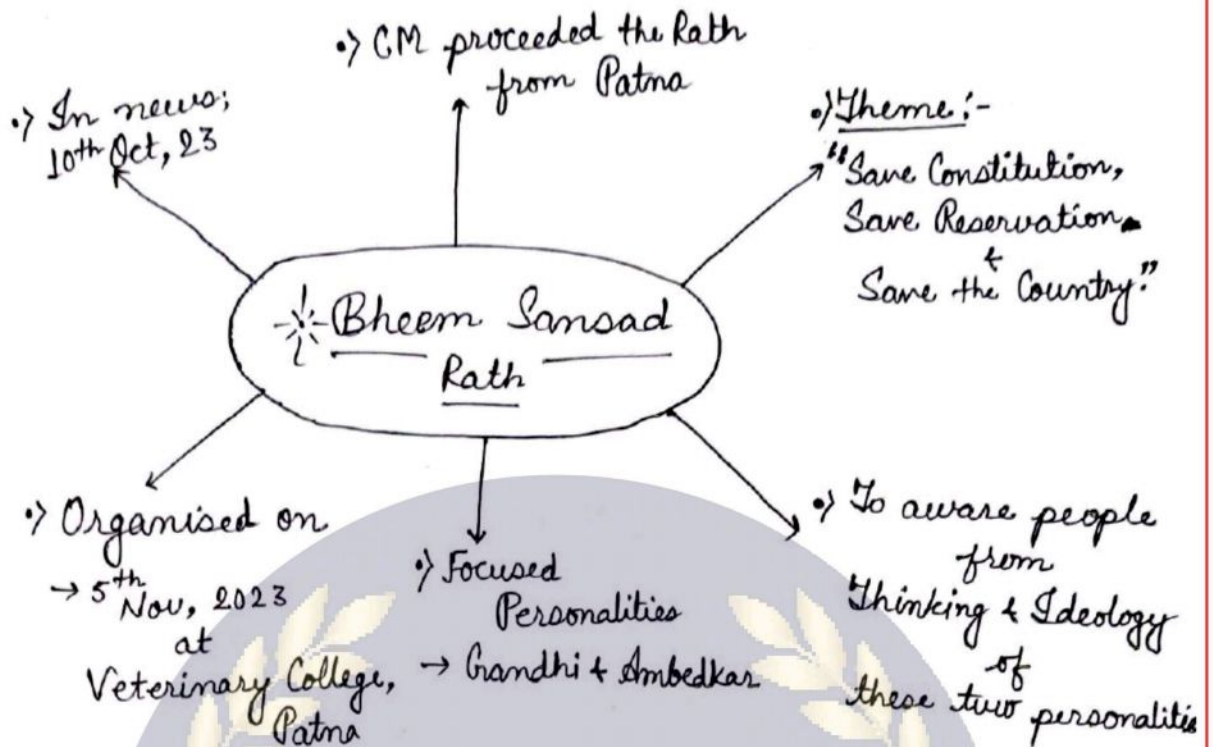 •> In news;
10th Oct, 23
•> CM proceeded the Rath
from Patna
•> Theme :-
"Save Constitution,
Save Reservation
&
Save the Country."
Bheem Sansad
Rath
•> Organised on
→ 5th Nov, 2023
at
Veterinary College,
Patna
•> Focused
Personalities
→ Gandhi & Ambedkar
•> To aware people
from
Thinking & Ideology
of
these two personalitis